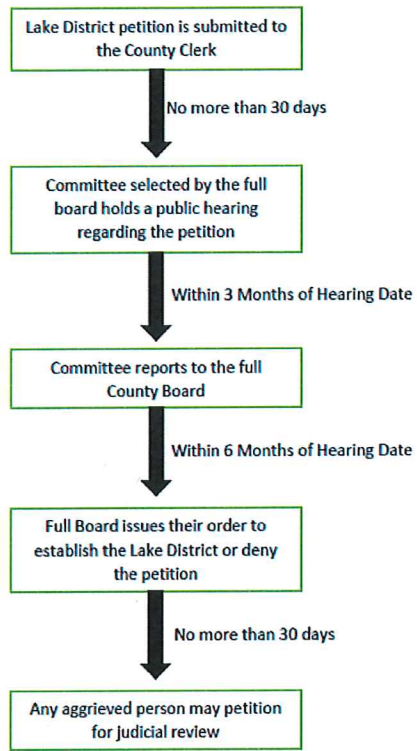 Lake District petition is submitted to
the County Clerk
No more than 30 days
Committee selected by the full
board holds a public hearing
regarding the petition
Within 3 Months of Hearing Date
Committee reports to the full
County Board
Within 6 Months of Hearing Date
Full Board issues their order to
establish the Lake District or deny
the petition
No more than 30 days
Any aggrieved person may petition
for judicial review